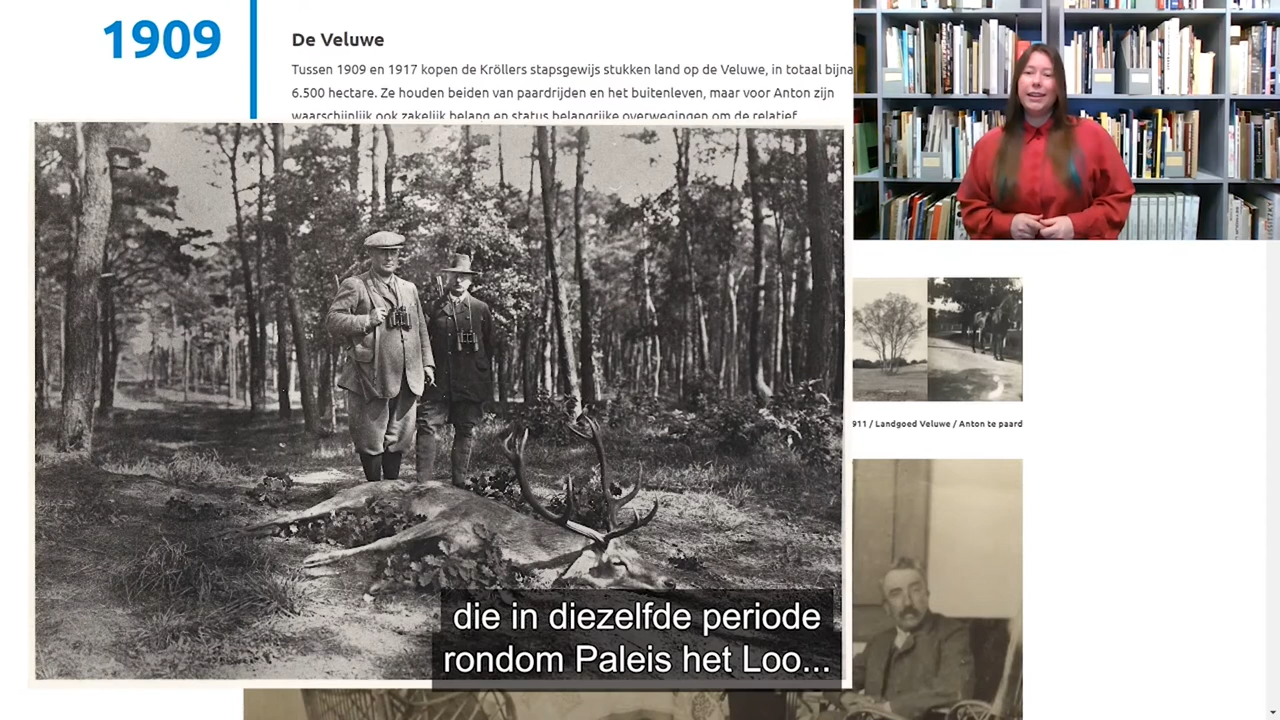 1909
De Veluwe
Tussen 1909 en 1917 kopen de Kröllers stapsgewijs stukken land op de Veluwe, in totaal bijna
6.500 hectare. Ze houden beiden van paardrijden en het buitenleven, maar voor Anton zijn
waarschijnlijk ook zakelijk belang en status belangrijke overwegingen om de relatief
911 / Landgoed Veluwe / Anton te paard
die in diezelfde periode
rondom Paleis het Loo...